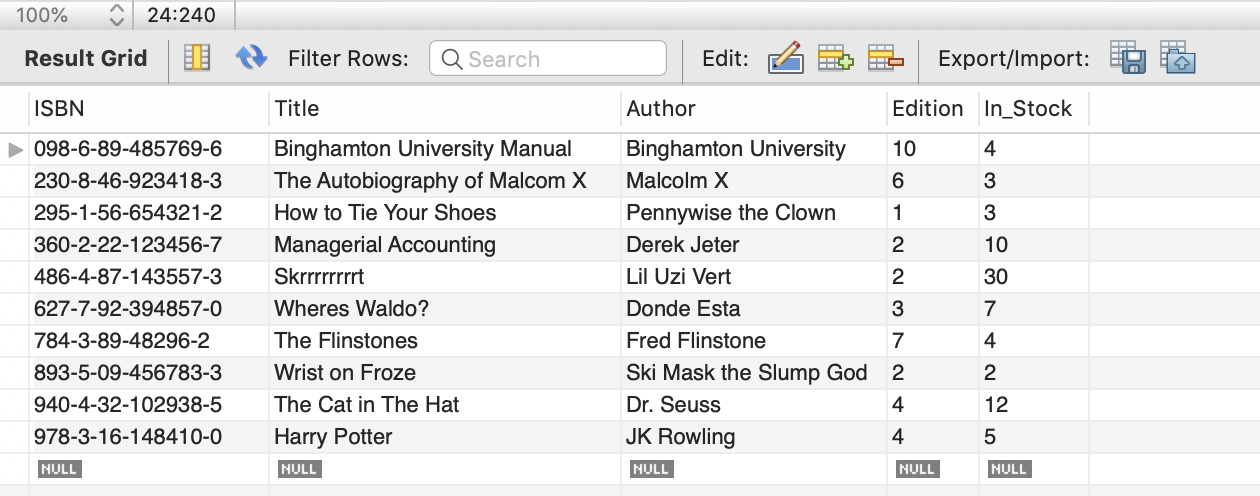 100% 24:240
Result Grid Filter Rows: Search Edit: Export/Import:
ISBN Title Author Edition In_Stock
098-6-89-485769-6 Binghamton University Manual Binghamton University 10 4
230-8-46-923418-3 The Autobiography of Malcom X Malcolm X 6 3
295-1-56-654321-2 How to Tie Your Shoes Pennywise the Clown 1 3
360-2-22-123456-7 Managerial Accounting Derek Jeter 2 10
486-4-87-143557-3 Skrrrrrrrrt Lil Uzi Vert 2 30
627-7-92-394857-0 Wheres Waldo? Donde Esta 3 7
784-3-89-48296-2 The Flinstones Fred Flinstone 7 4
893-5-09-456783-3 Wrist on Froze Ski Mask the Slump God 2 2
940-4-32-102938-5 The Cat in The Hat Dr. Seuss 4 12
978-3-16-148410-0 Harry Potter JK Rowling 4 5
NULL NULL NULL NULL NULL